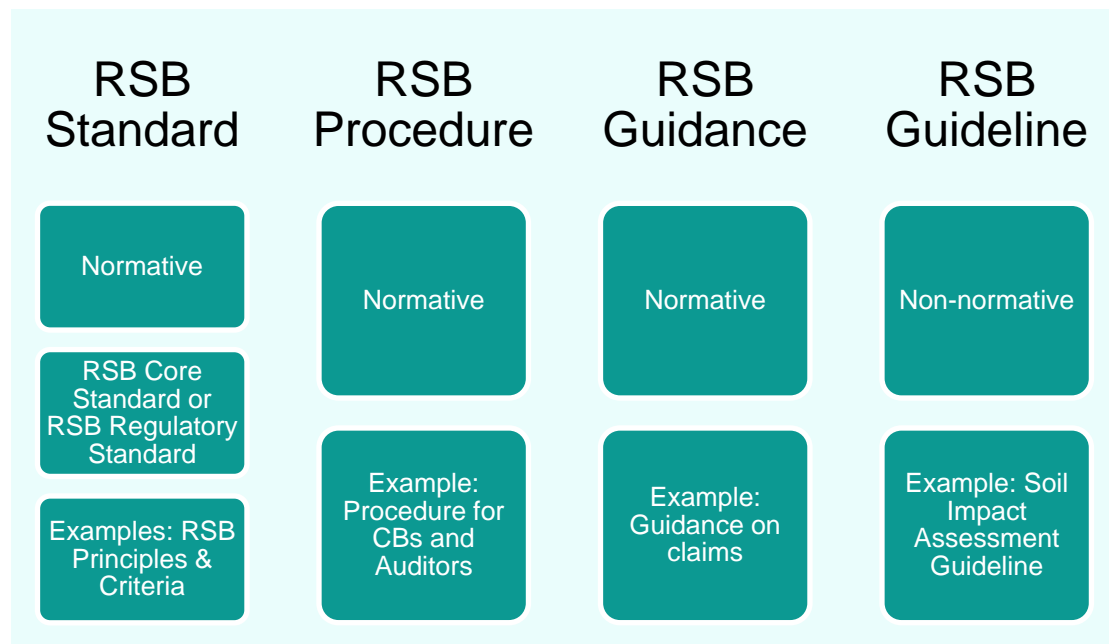 RSB
Standard
Normative
RSB Core
Standard or
RSB Regulatory
Standard
Examples: RSB
Principles &
Criteria
RSB
Procedure
Normative
Example:
Procedure for
CBs and
Auditors
RSB
Guidance
Normative
Example:
Guidance on
claims
RSB
Guideline
Non-normative
Example: Soil
Impact
Assessment
Guideline